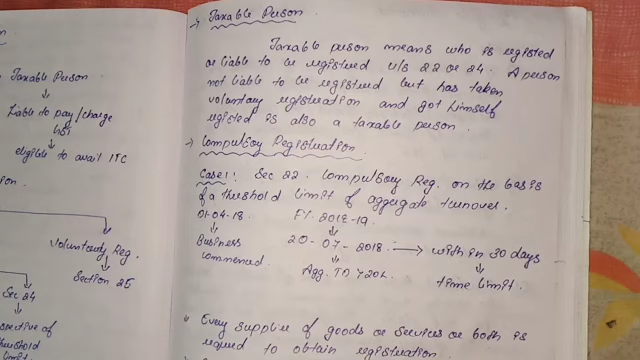 Taxable Person
↓
Liable to pay/charge
GST
↓
eligible to avail ITC
Voluntary Reg.
↓
Section 25
Sec 24
↓
→ Taxable Person
Taxable person means who is registered
or liable to be registered u/s 22 or 24. A person
not liable to be registered but has taken
voluntary registration and got himself
registed is also a taxable person.
→ Compulsory Registration
Case 1: Sec 22. Compulsory Reg. on the basis
of a threshold limit of aggregate turnover.
01-04-18. F.Y. 2018-19.
↓ ↓
Business 20-07-2018 → within 30 days
commenced. ↓ ↓
Agg. TO >20L. time limit.
Every supplier of goods or services or both is
required to obtain registration.